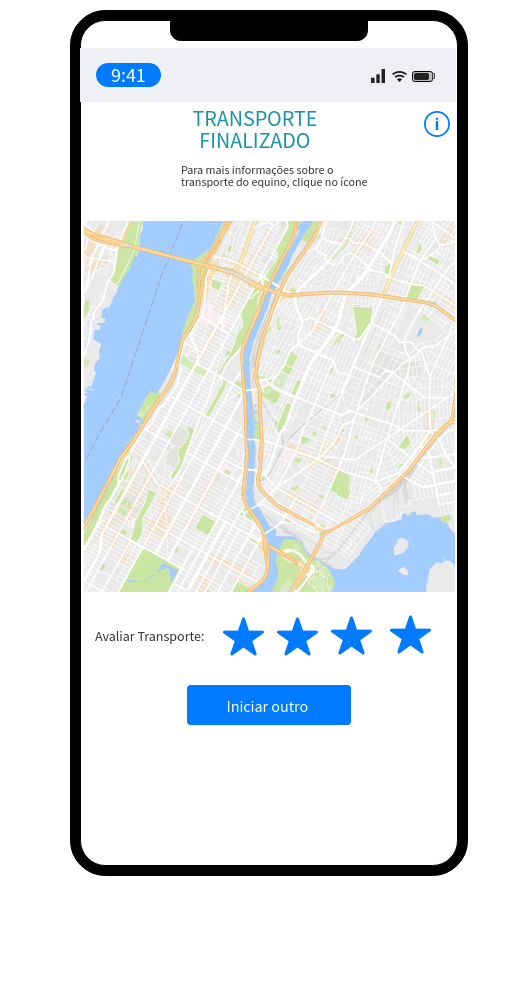 9:41
TRANSPORTE
FINALIZADO
i
Para mais informações sobre o
transporte do equino, clique no ícone
Avaliar Transporte:
Iniciar outro